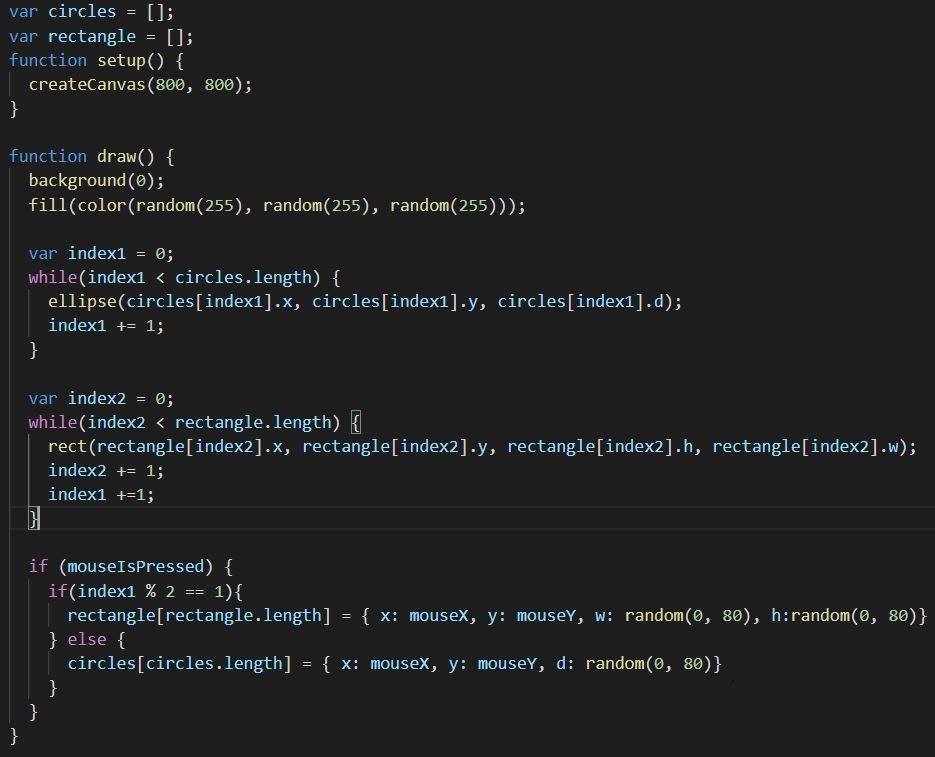 var circles = [];
var rectangle = [];
function setup() {
  createCanvas(800, 800);
}

function draw() {
  background(0);
  fill(color(random(255), random(255), random(255)));

  var index1 = 0;
  while(index1 < circles.length) {
    ellipse(circles[index1].x, circles[index1].y, circles[index1].d);
    index1 += 1;
  }

  var index2 = 0;
  while(index2 < rectangle.length) {
    rect(rectangle[index2].x, rectangle[index2].y, rectangle[index2].h, rectangle[index2].w);
    index2 += 1;
    index1 +=1;
  }

  if (mouseIsPressed) {
    if(index1 % 2 == 1){
      rectangle[rectangle.length] = { x: mouseX, y: mouseY, w: random(0, 80), h:random(0, 80)}
    } else {
      circles[circles.length] = { x: mouseX, y: mouseY, d: random(0, 80)}
    }
  }
}